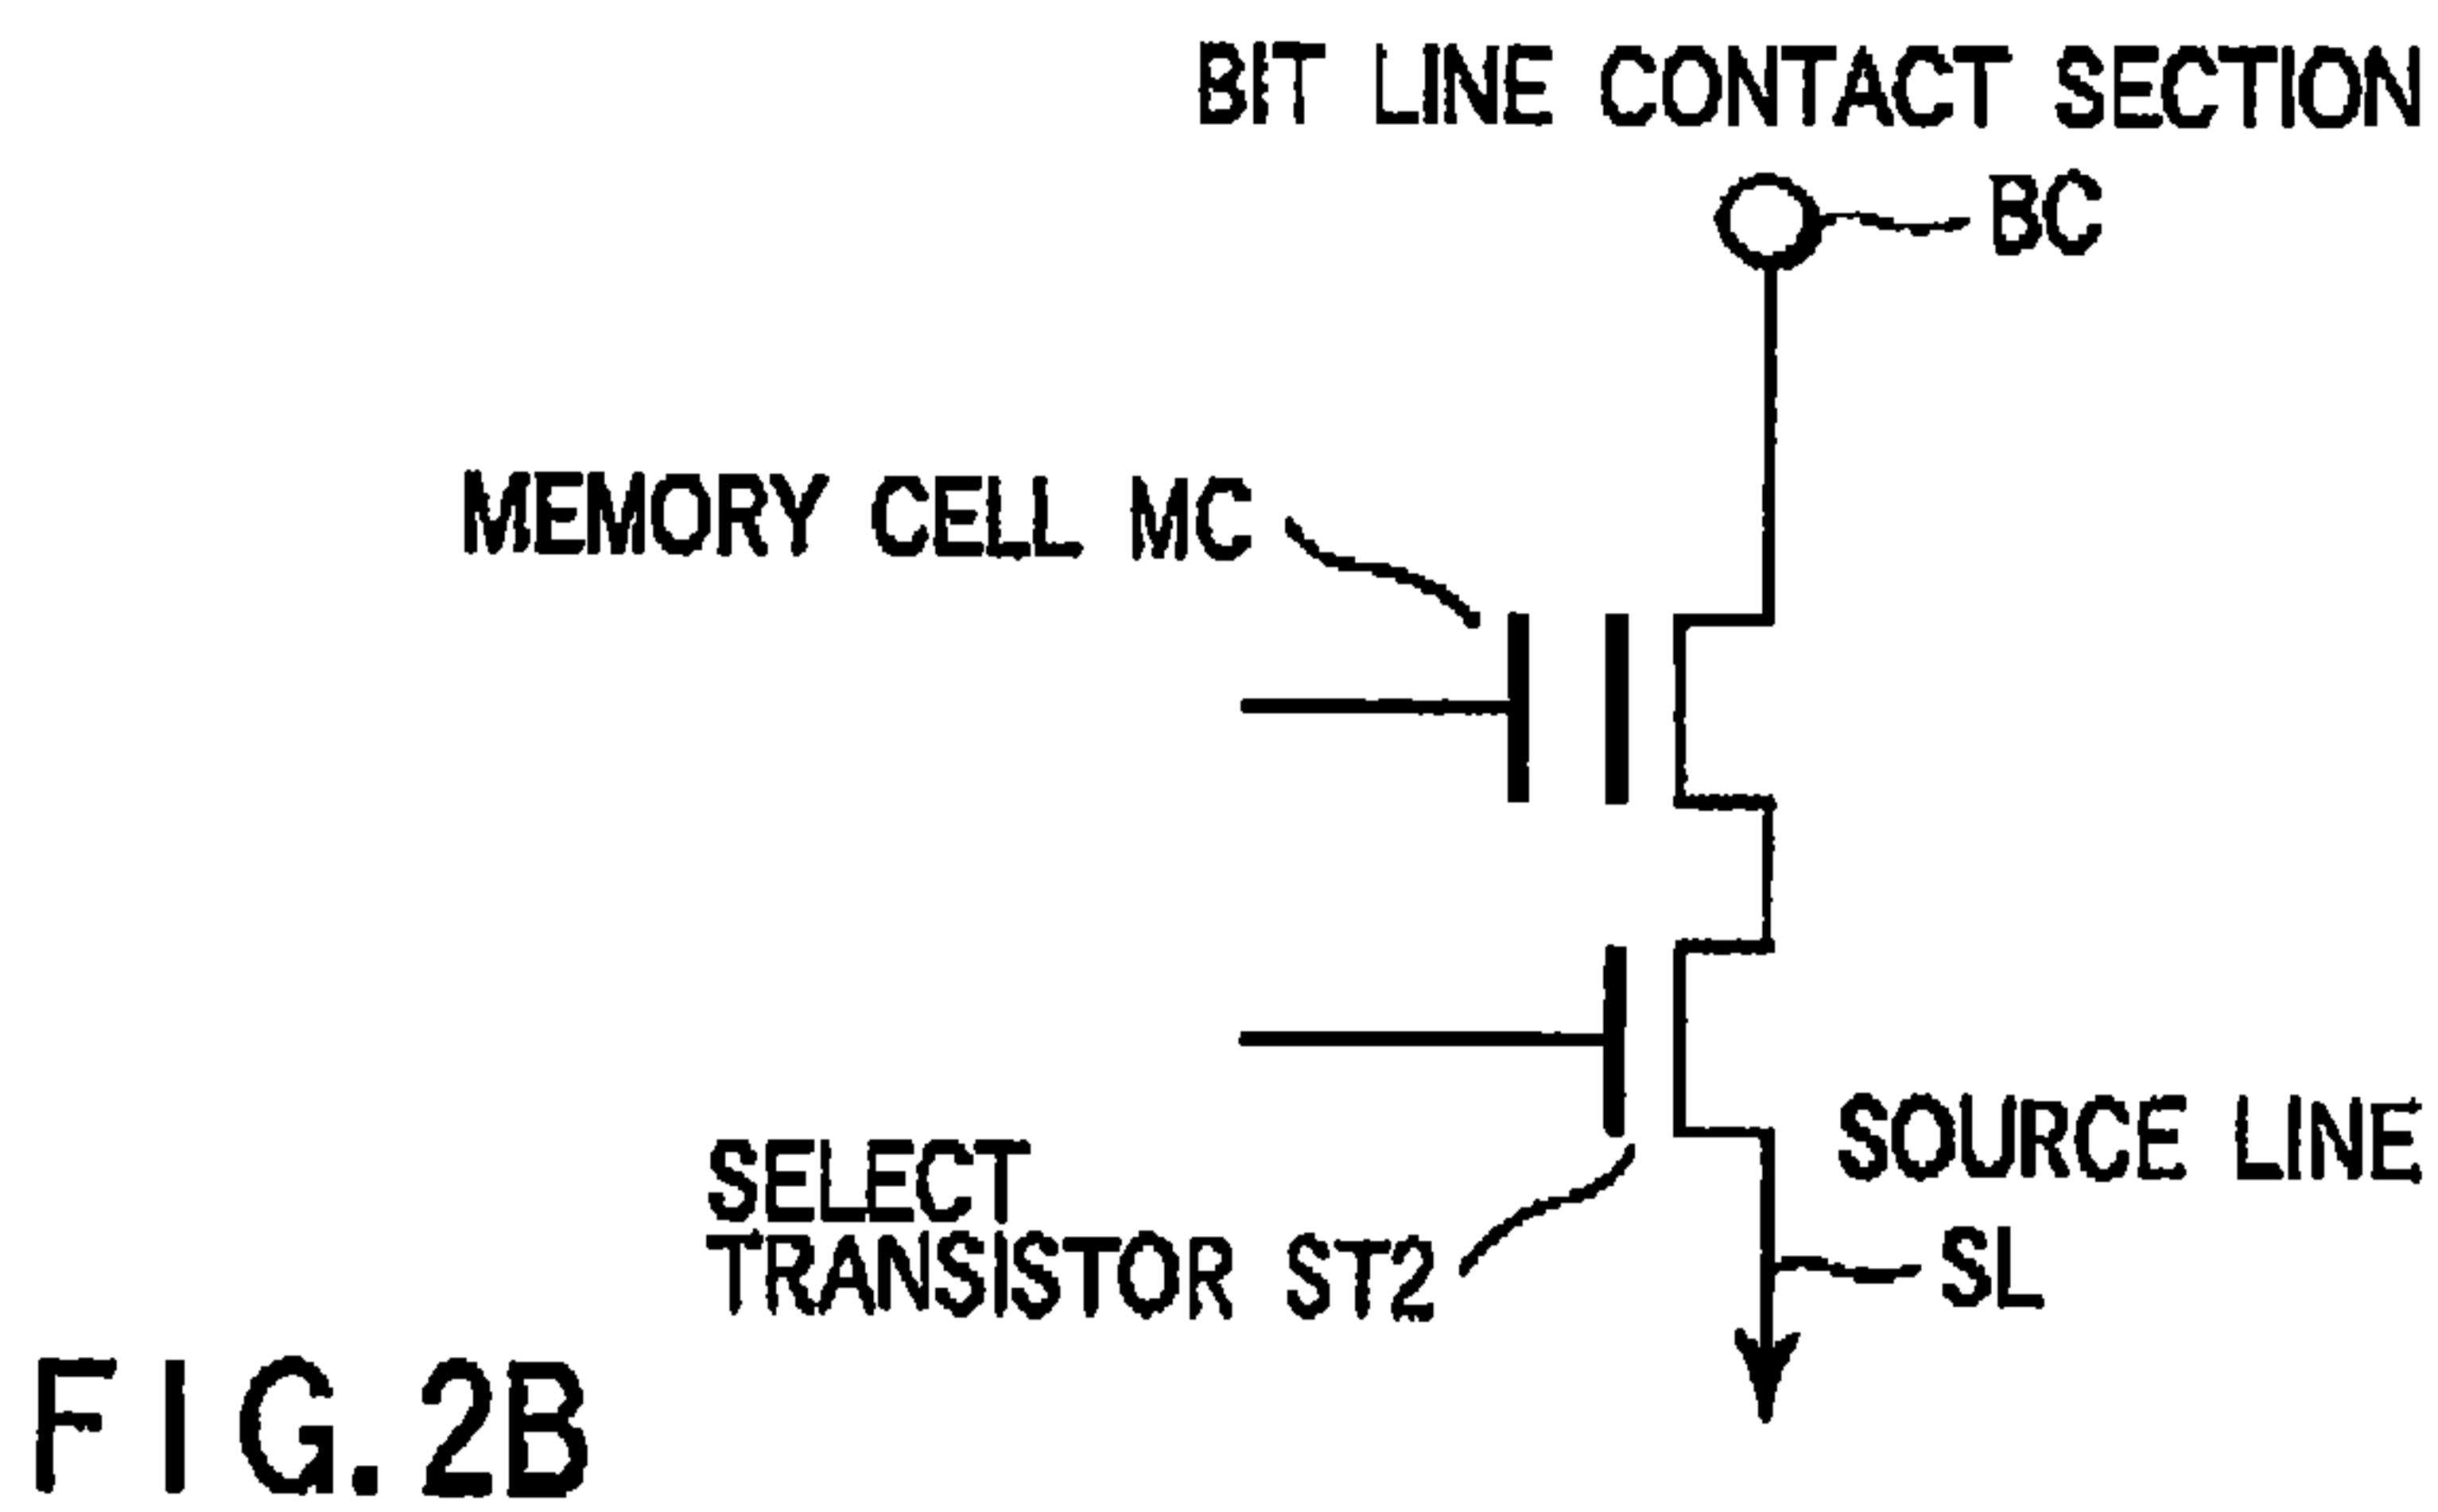 BIT LINE CONTACT SECTION
BC
MEMORY CELL MC
SELECT
TRANSISTOR ST2
SOURCE LINE
SL
FIG.2B